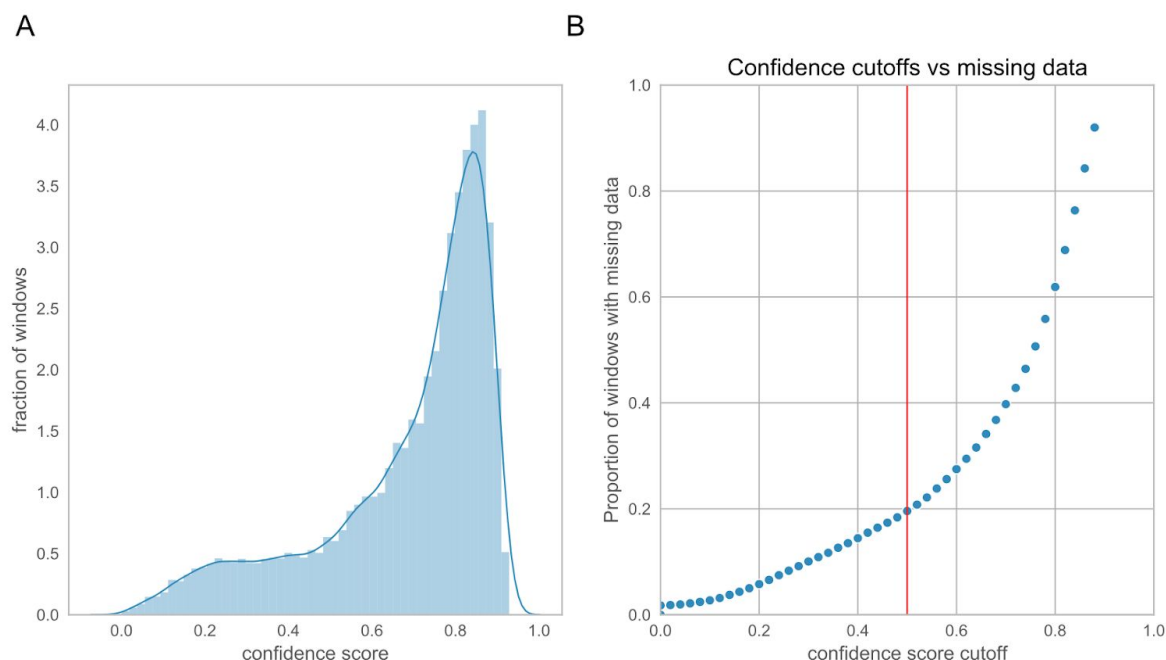 A
fraction of windows
4.0
3.5
3.0
2.5
2.0
1.5
1.0
0.5
0.0
0.0 0.2 0.4 0.6 0.8 1.0
confidence score
B
Confidence cutoffs vs missing data
Proportion of windows with missing data
1.0
0.8
0.6
0.4
0.2
0.0
0.0 0.2 0.4 0.6 0.8 1.0
confidence score cutoff